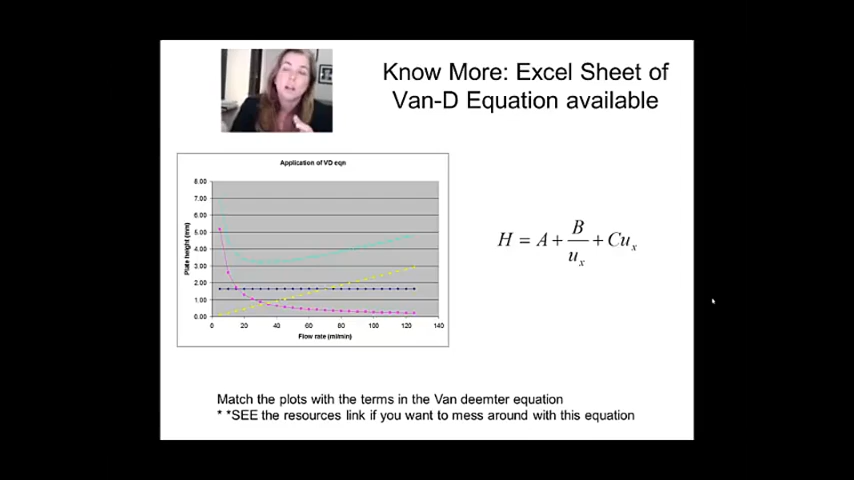 Know More: Excel Sheet of
Van-D Equation available
Application of VD eqn
8.00
7.00
6.00
5.00
4.00
3.00
2.00
1.00
0.00
Plate height (mm)
0 20 40 60 80 100 120 140
Flow rate (ml/min)
H = A + B/uₓ + Cuₓ
Match the plots with the terms in the Van deemter equation
* *SEE the resources link if you want to mess around with this equation